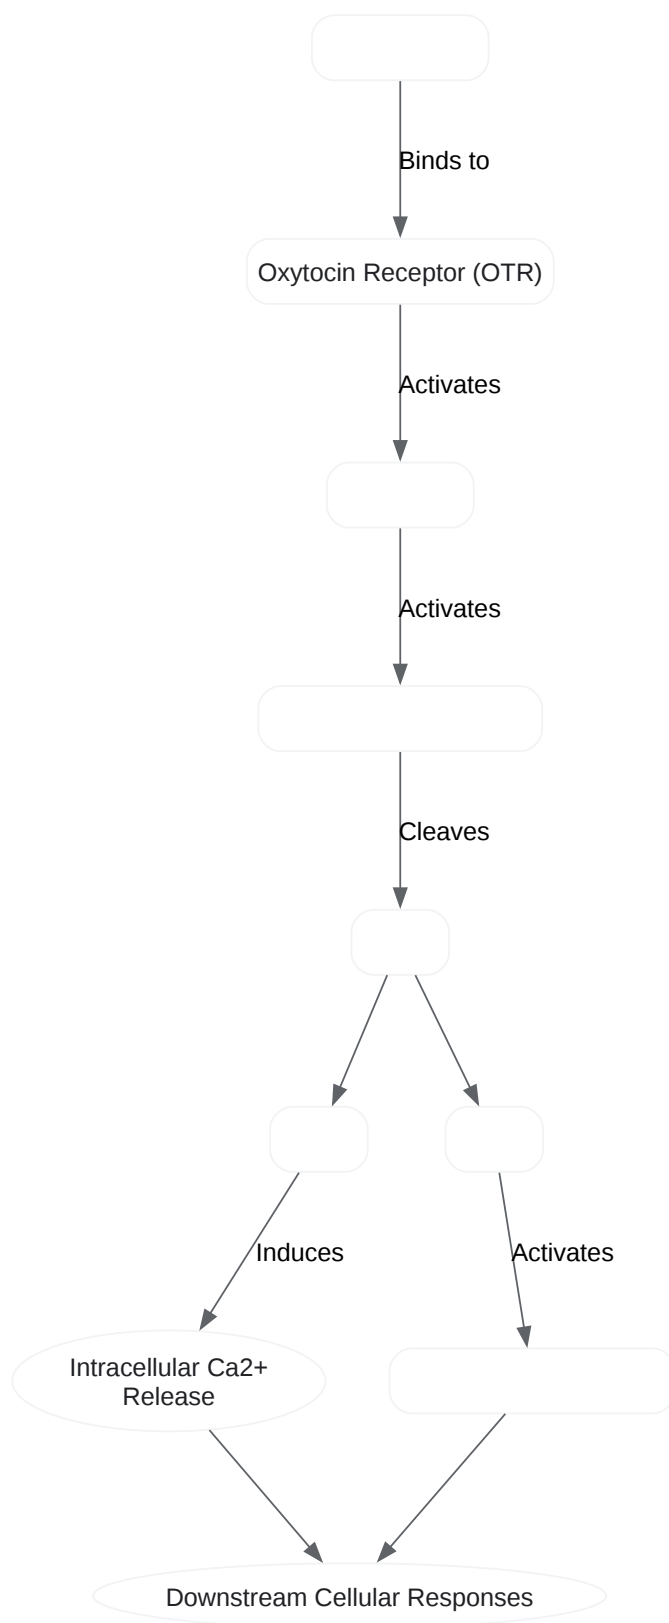 Binds to
Oxytocin Receptor (OTR)
Activates
Activates
Cleaves
Induces
Activates
Intracellular Ca2+
Release
Downstream Cellular Responses